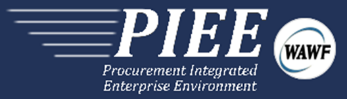 PIEE
WAWF
Procurement Integrated
Enterprise Environment